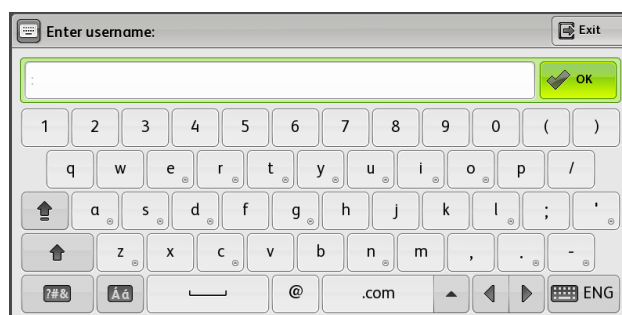 Enter username:
Exit
:
OK
1 2 3 4 5 6 7 8 9 0 ( )
q w e r t y u i o p /
a s d f g h j k l ; '
z x c v b n m , . -
?#& Áá @ .com ENG